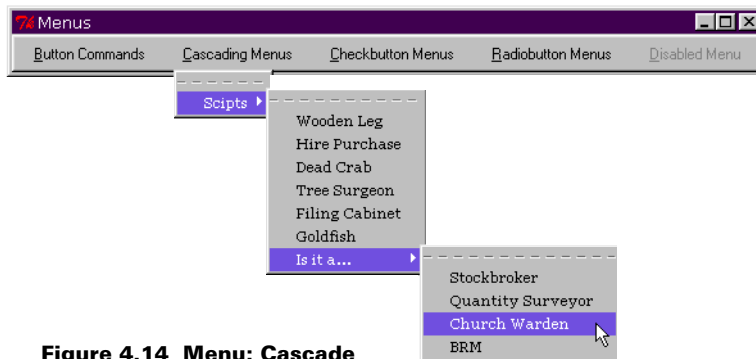 Menus
Button Commands Cascading Menus Checkbutton Menus Radiobutton Menus Disabled Menu
Scipts
Wooden Leg
Hire Purchase
Dead Crab
Tree Surgeon
Filing Cabinet
Goldfish
Is it a...
Stockbroker
Quantity Surveyor
Church Warden
BRM
Figure 4.14 Menu: Cascade